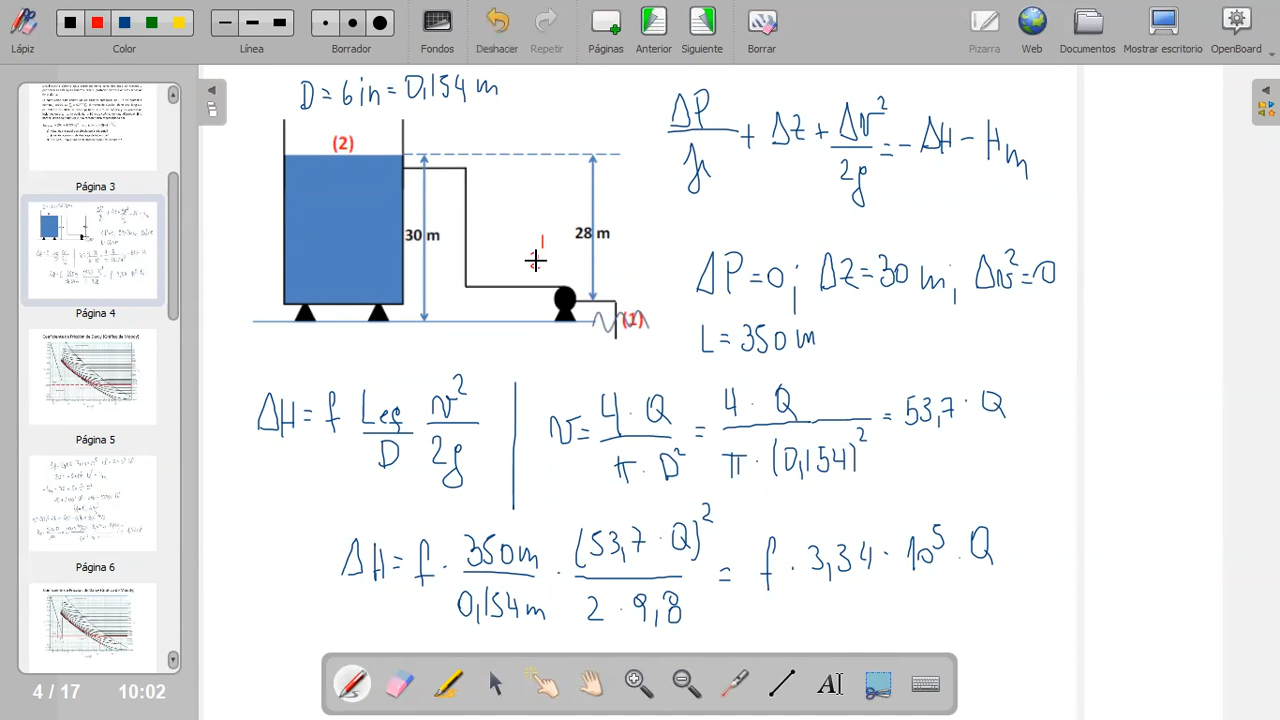 Lápiz Color Línea Borrador Fondos Deshacer Repetir Páginas Anterior Siguiente Borrar Pizarra Web Documentos Mostrar escritorio OpenBoard
Página 3
Página 4
Página 5
Página 6
4 / 17 10:02
D = 6 in = 0,154 m
(2)
30 m
28 m
(1)
ΔP/γ + ΔZ + Δv²/2g = - ΔH - Hm
ΔP = 0 ; ΔZ = 30 m ; Δv² = 0
L = 350 m
ΔH = f Leq/D v²/2g | v = 4 · Q/π · D² = 4 · Q/π · (0,154)² = 53,7 · Q
ΔH = f · 350m/0,154m · (53,7 · Q)²/2 · 9,8 = f · 3,34 · 10⁵ · Q